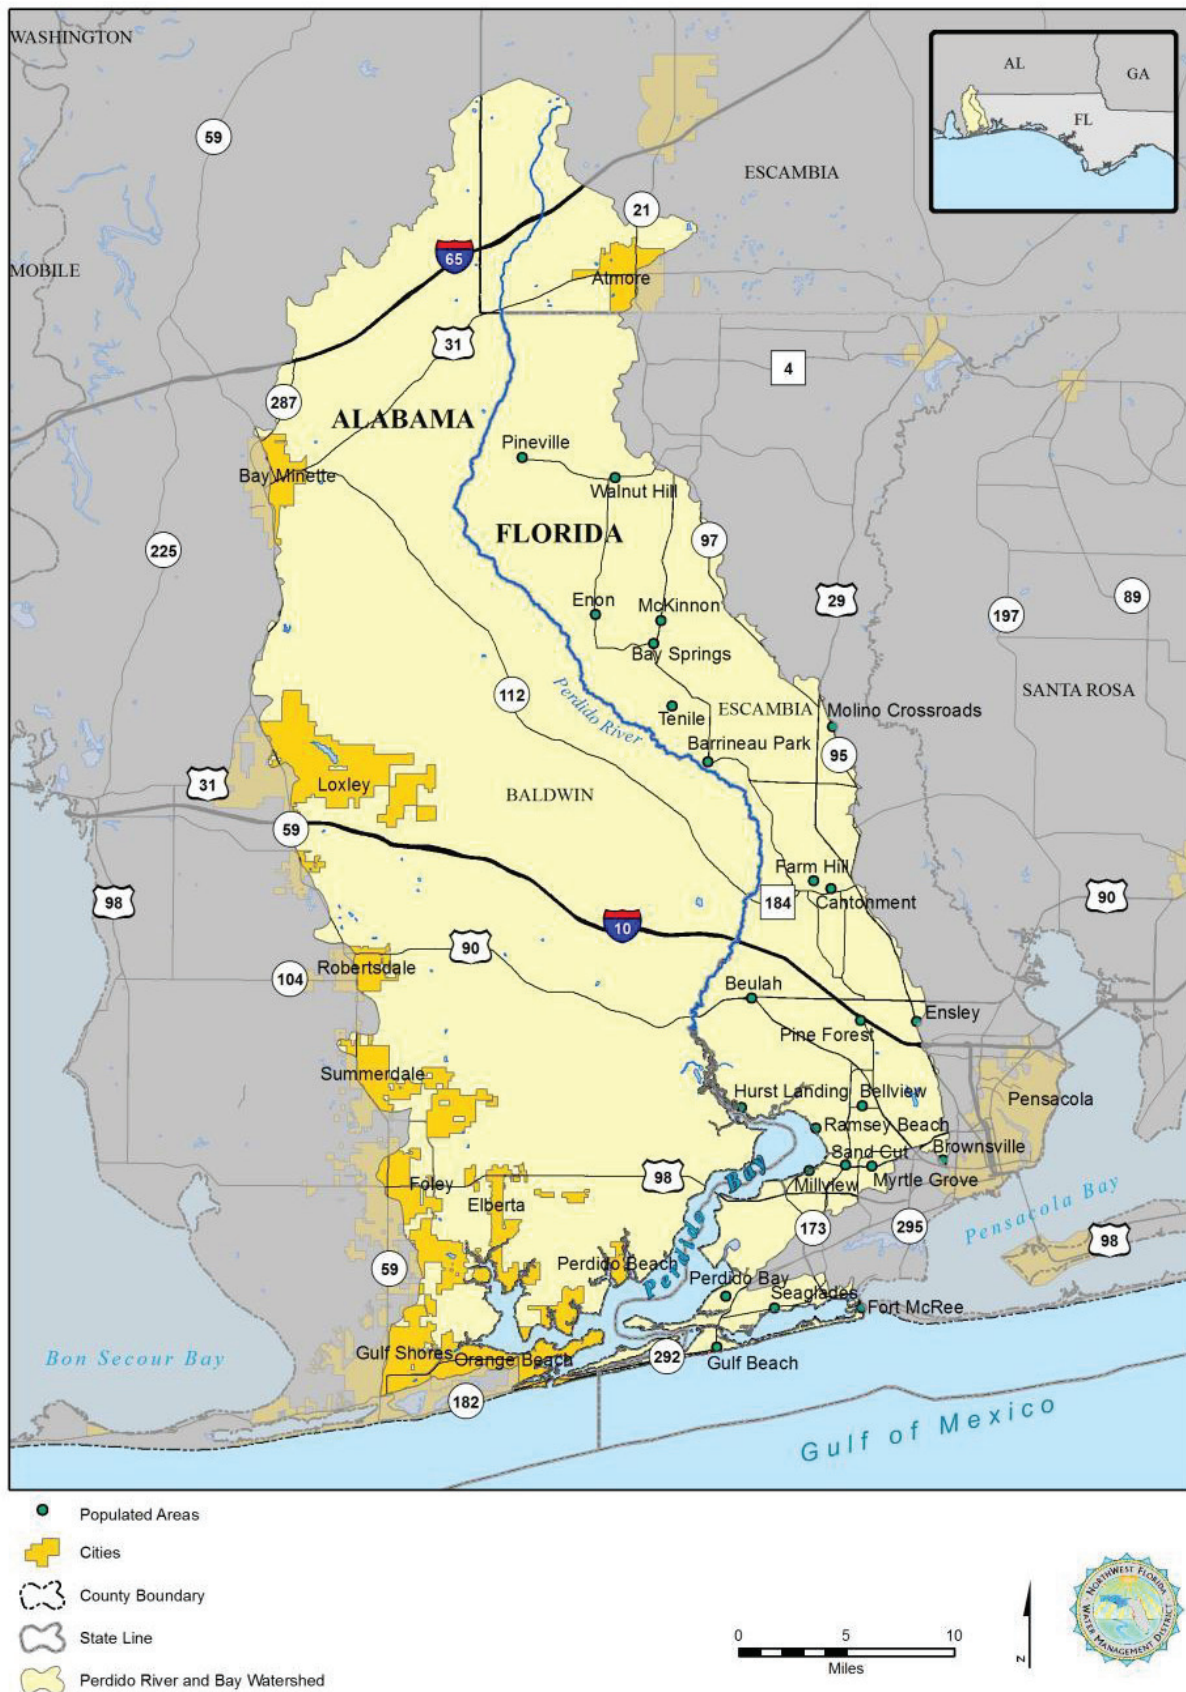 WASHINGTON
AL
GA
FL
59
ESCAMBIA
21
MOBILE
65
Atmore
31
4
287
ALABAMA
Pineville
Bay Minette
Walnut Hill
FLORIDA
97
225
29
89
197
Enon
McKinnon
Bay Springs
112
Perdido River
Tenile
ESCAMBIA
SANTA ROSA
Molino Crossroads
Barrineau Park
95
31
Loxley
BALDWIN
59
Farm Hill
98
184
Cantonment
90
10
90
Robertsdale
104
Beulah
Ensley
Pine Forest
Summerdale
Hurst Landing
Bellview
Pensacola
Ramsey Beach
Sand Cut
Brownsville
98
Millview
Myrtle Grove
Foley
Elberta
Perdido Bay
173
295
Pensacola Bay
98
59
Perdido Beach
Perdido Bay
Seaglades
Fort McRee
Bon Secour Bay
Gulf Shores
Orange Beach
292
Gulf Beach
182
Gulf of Mexico
Populated Areas
Cities
County Boundary
State Line
Perdido River and Bay Watershed
0 5 10
Miles
N
NORTHWEST FLORIDA
WATER MANAGEMENT DISTRICT